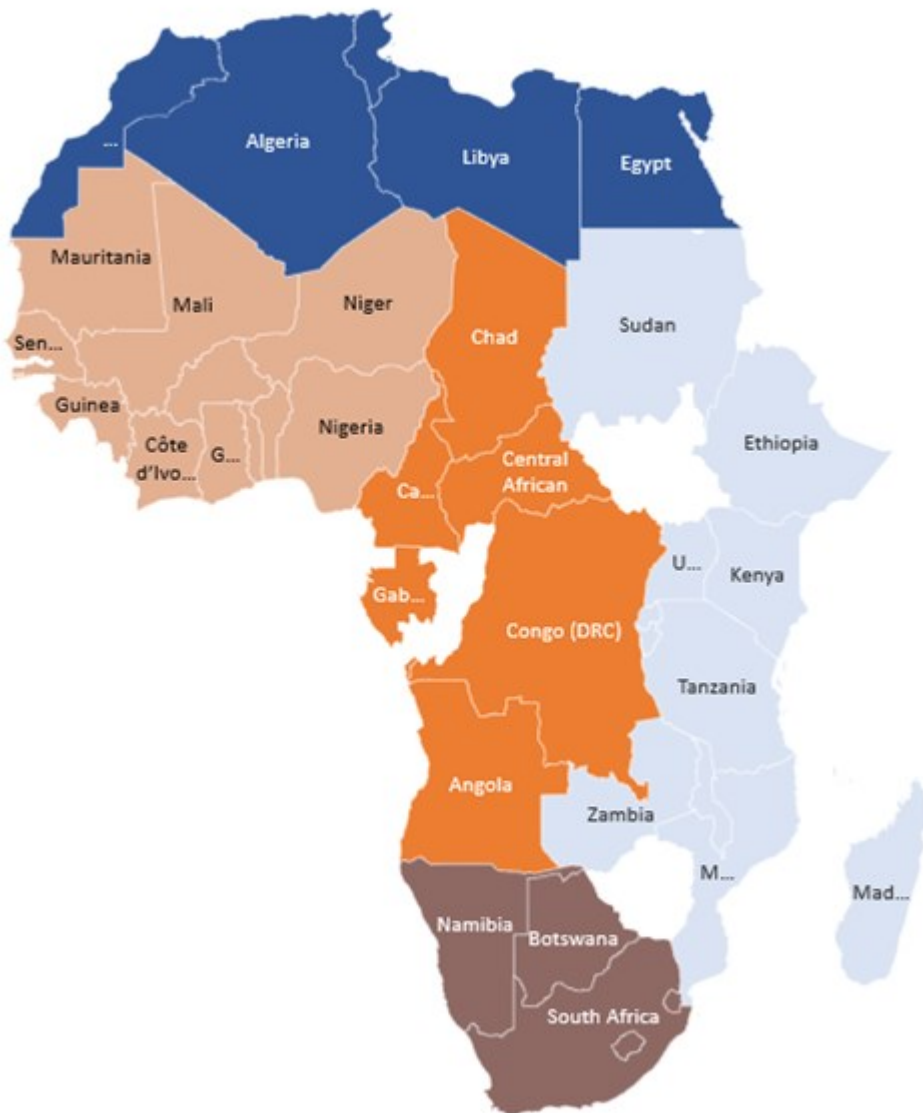 ...
Algeria
Libya
Egypt
Mauritania
Mali
Niger
Chad
Sudan
Sen...
Guinea
Côte
d'Ivo...
G...
Nigeria
Ca...
Central
African
Ethiopia
U...
Kenya
Gab...
Congo (DRC)
Tanzania
Angola
Zambia
M...
Mad...
Namibia
Botswana
South Africa